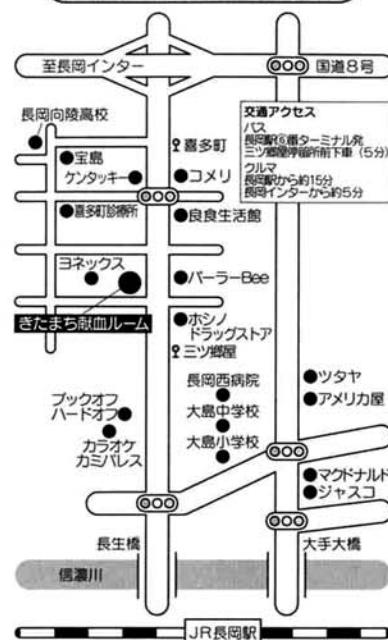 至長岡インター
国道8号
長岡向陵高校
宝島
ケンタッキー
喜多町
コメリ
喜多町診療所
良食生活館
交通アクセス
バス
長岡駅⑥番ターミナル発
三ツ郷屋停留所前下車（5分）
クルマ
長岡駅から約15分
長岡インターから約5分
ヨネックス
パーラーBee
きたまち献血ルーム
ホシノ
ドラッグストア
三ツ郷屋
長岡西病院
大島中学校
大島小学校
ツタヤ
アメリカ屋
ブックオフ
ハードオフ
カラオケ
カミパレス
マクドナルド
ジャスコ
長生橋
大手大橋
信濃川
JR長岡駅